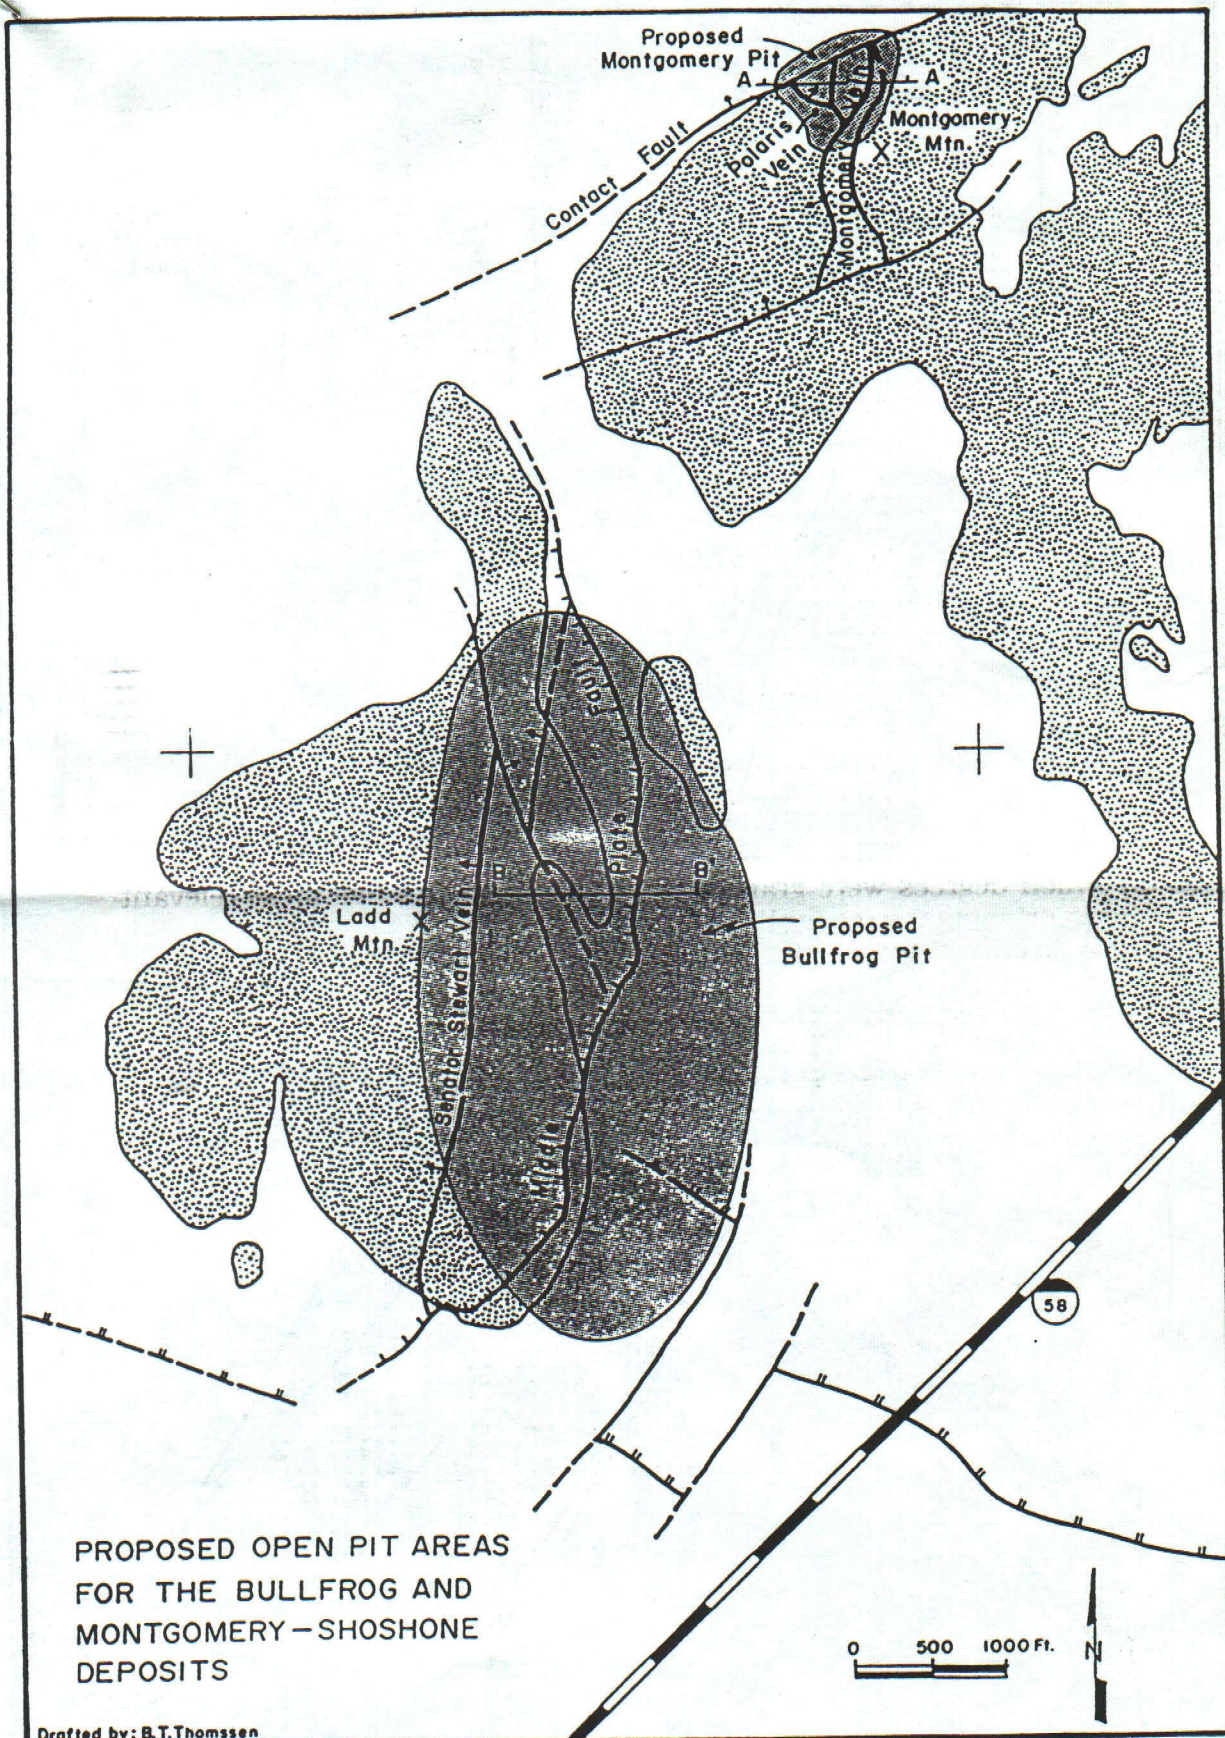 Proposed
Montgomery Pit
A
A'
Montgomery
Mtn.
Polaris
Vein
Montgomery
Vein
Contact Fault
Fault
Plate
Middle
B
B'
Ladd
Mtn.
Senator Stewart Vein
Proposed
Bullfrog Pit
58
PROPOSED OPEN PIT AREAS
FOR THE BULLFROG AND
MONTGOMERY – SHOSHONE
DEPOSITS
0 500 1000 Ft.
N
Drafted by: B.T. Thomssen